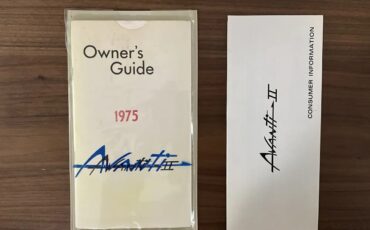 Owner's
Guide
1975
Avanti II
Avanti II
CONSUMER INFORMATION